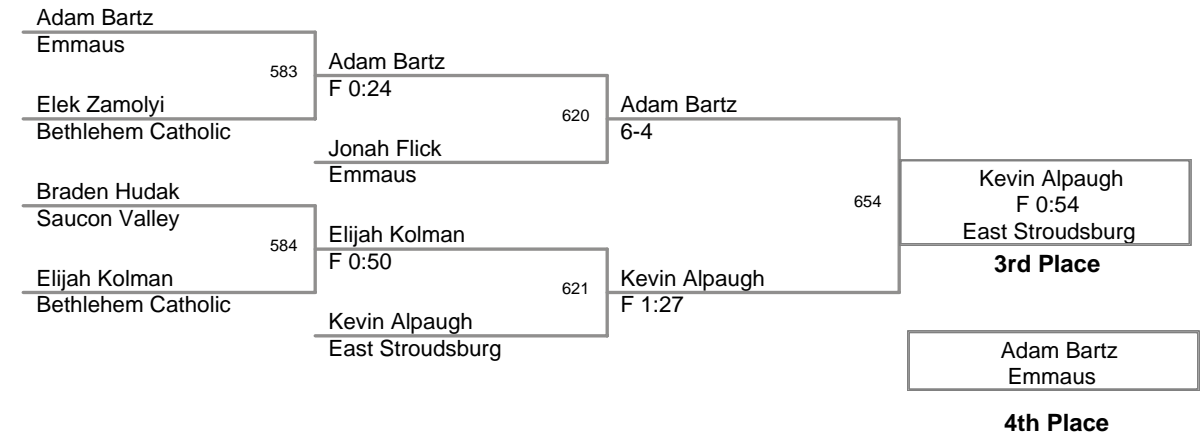 Adam Bartz
Emmaus
583
Elek Zamolyi
Bethlehem Catholic
Braden Hudak
Saucon Valley
584
Elijah Kolman
Bethlehem Catholic
Adam Bartz
F 0:24
620
Jonah Flick
Emmaus
Elijah Kolman
F 0:50
621
Kevin Alpaugh
East Stroudsburg
Adam Bartz
6-4
654
Kevin Alpaugh
F 1:27
Kevin Alpaugh
F 0:54
East Stroudsburg
3rd Place
Adam Bartz
Emmaus
4th Place